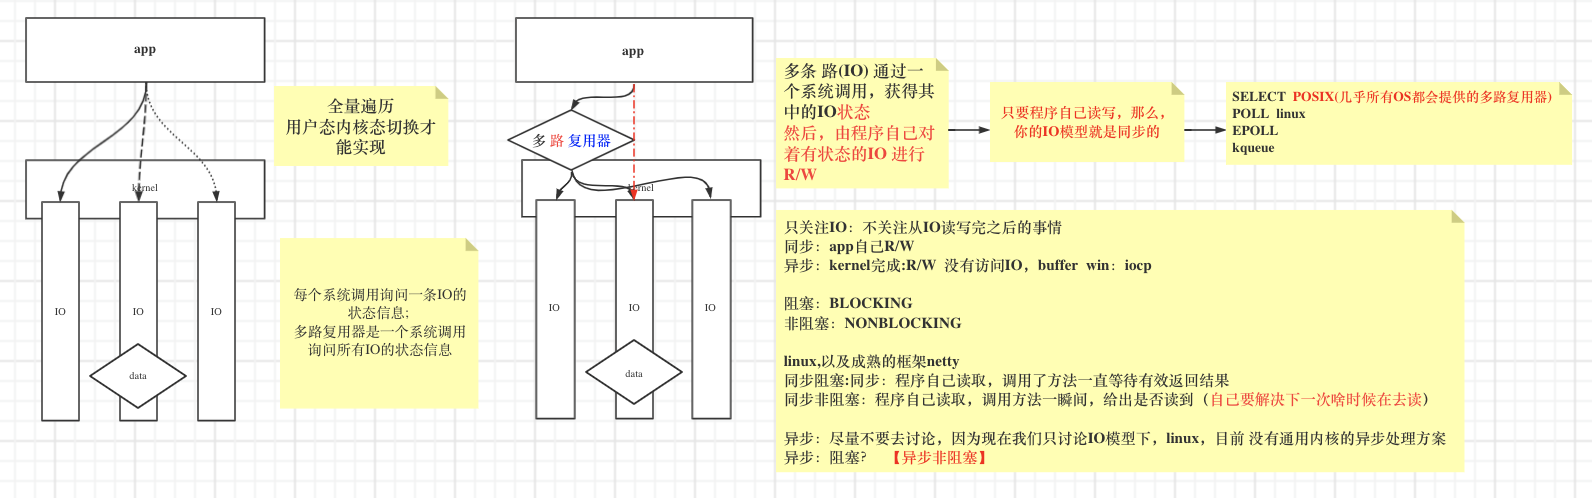 app
全量遍历
用户态内核态切换才
能实现
kernel
IO
IO
IO
data
每个系统调用询问一条IO的
状态信息;
多路复用器是一个系统调用
询问所有IO的状态信息
app
多 路 复用器
kernel
IO
IO
IO
data
多条 路(IO) 通过一
个系统调用，获得其
中的IO状态
然后，由程序自己对
着有状态的IO 进行
R/W
只要程序自己读写，那么，
你的IO模型就是同步的
SELECT POSIX(几乎所有OS都会提供的多路复用器)
POLL linux
EPOLL
kqueue
只关注IO：不关注从IO读写完之后的事情
同步：app自己R/W
异步：kernel完成:R/W 没有访问IO，buffer win：iocp
阻塞：BLOCKING
非阻塞：NONBLOCKING
linux,以及成熟的框架netty
同步阻塞:同步：程序自己读取，调用了方法一直等待有效返回结果
同步非阻塞：程序自己读取，调用方法一瞬间，给出是否读到（自己要解决下一次啥时候在去读）
异步：尽量不要去讨论，因为现在我们只讨论IO模型下，linux，目前 没有通用内核的异步处理方案
异步：阻塞? 【异步非阻塞】